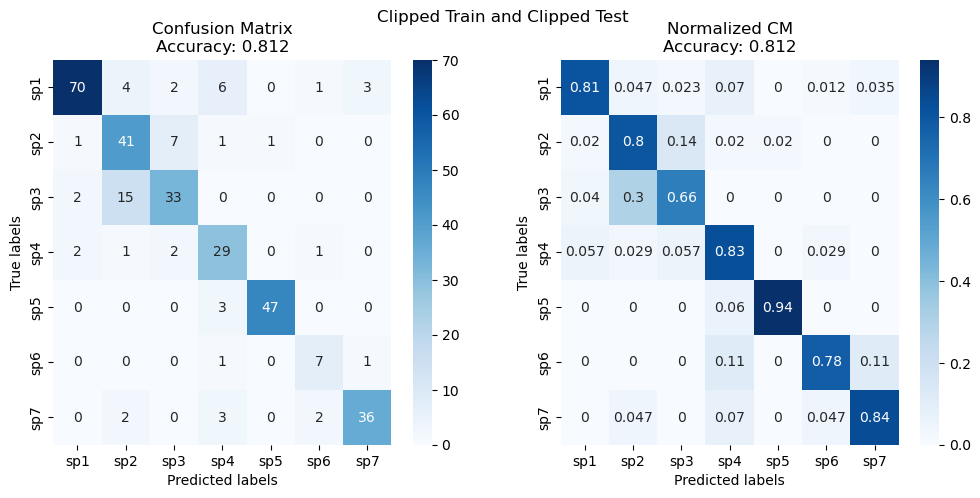 Clipped Train and Clipped Test
Confusion Matrix
Accuracy: 0.812
True labels
sp1 70 4 2 6 0 1 3
sp2 1 41 7 1 1 0 0
sp3 2 15 33 0 0 0 0
sp4 2 1 2 29 0 1 0
sp5 0 0 0 3 47 0 0
sp6 0 0 0 1 0 7 1
sp7 0 2 0 3 0 2 36
sp1 sp2 sp3 sp4 sp5 sp6 sp7
Predicted labels
70
60
50
40
30
20
10
0
Normalized CM
Accuracy: 0.812
True labels
sp1 0.81 0.047 0.023 0.07 0 0.012 0.035
sp2 0.02 0.8 0.14 0.02 0.02 0 0
sp3 0.04 0.3 0.66 0 0 0 0
sp4 0.057 0.029 0.057 0.83 0 0.029 0
sp5 0 0 0 0.06 0.94 0 0
sp6 0 0 0 0.11 0 0.78 0.11
sp7 0 0.047 0 0.07 0 0.047 0.84
sp1 sp2 sp3 sp4 sp5 sp6 sp7
Predicted labels
0.8
0.6
0.4
0.2
0.0